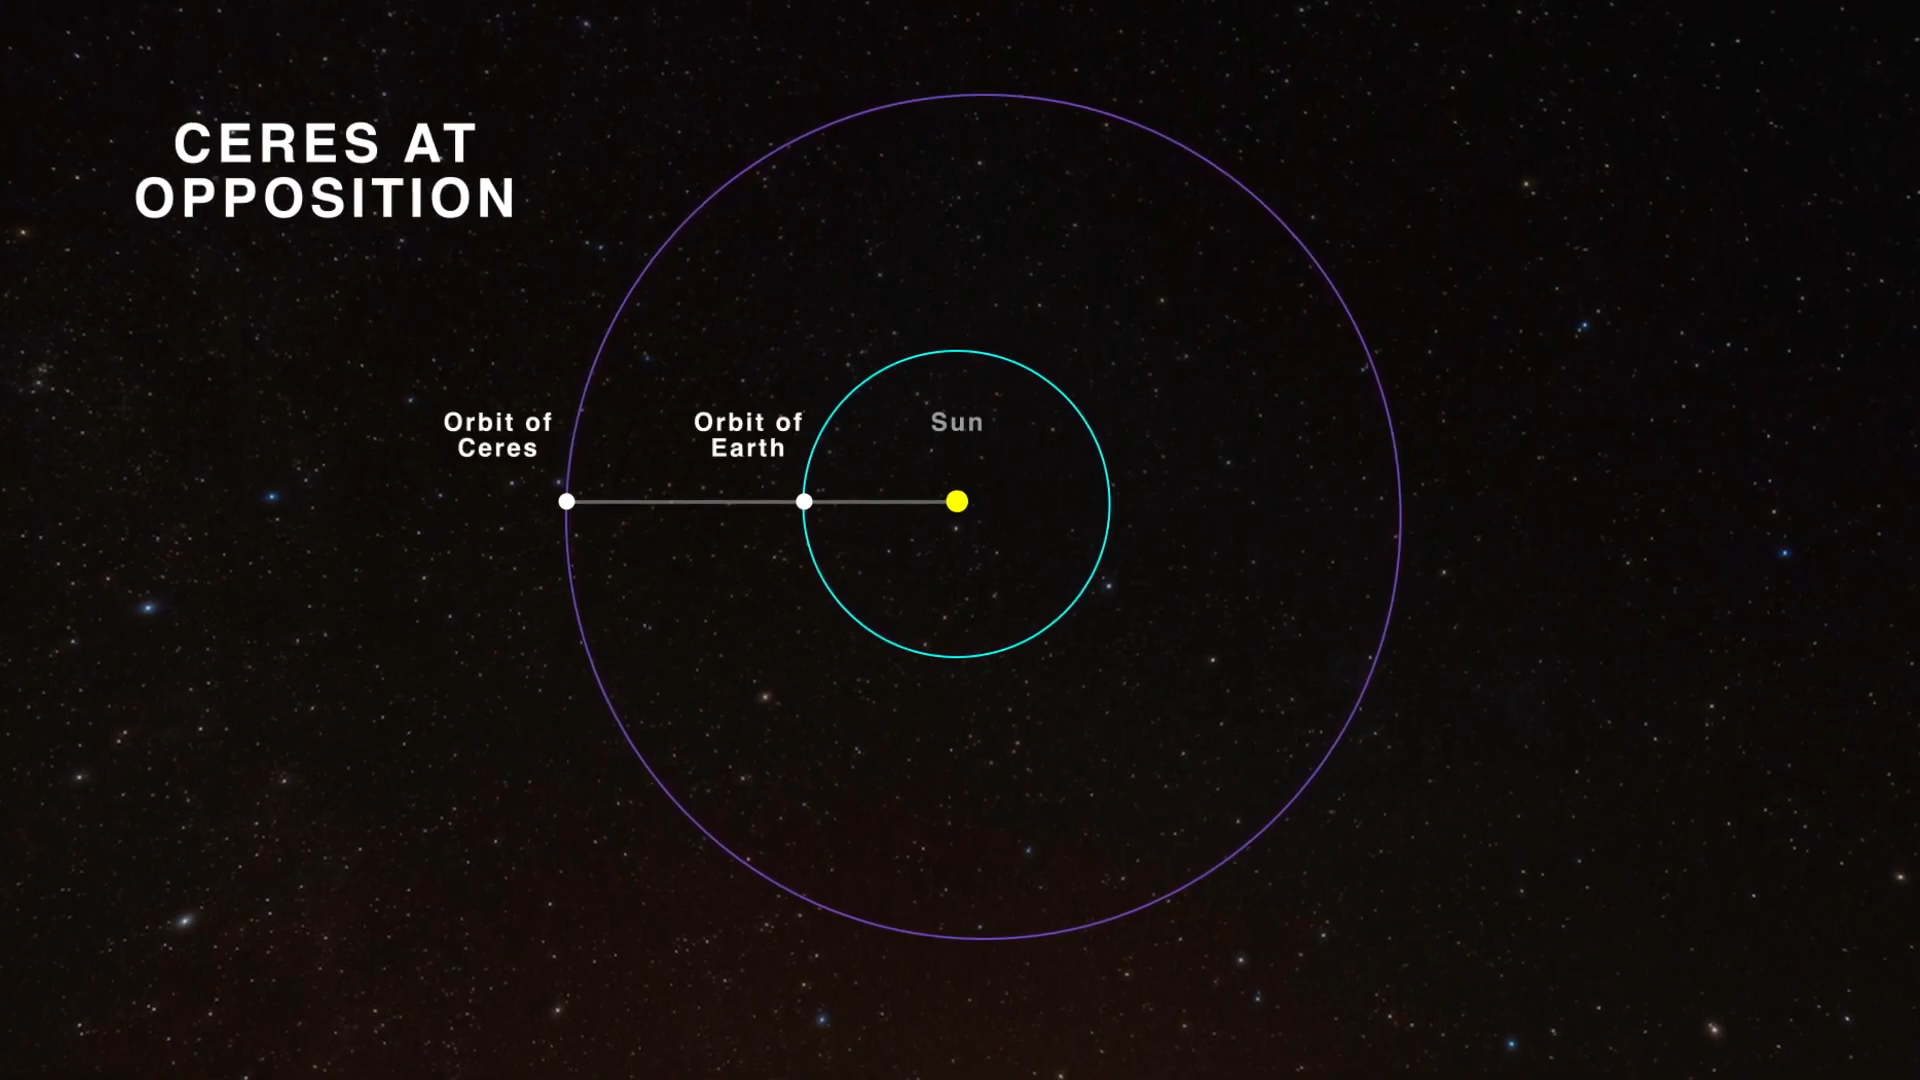 CERES AT
OPPOSITION
Orbit of
Ceres
Orbit of
Earth
Sun